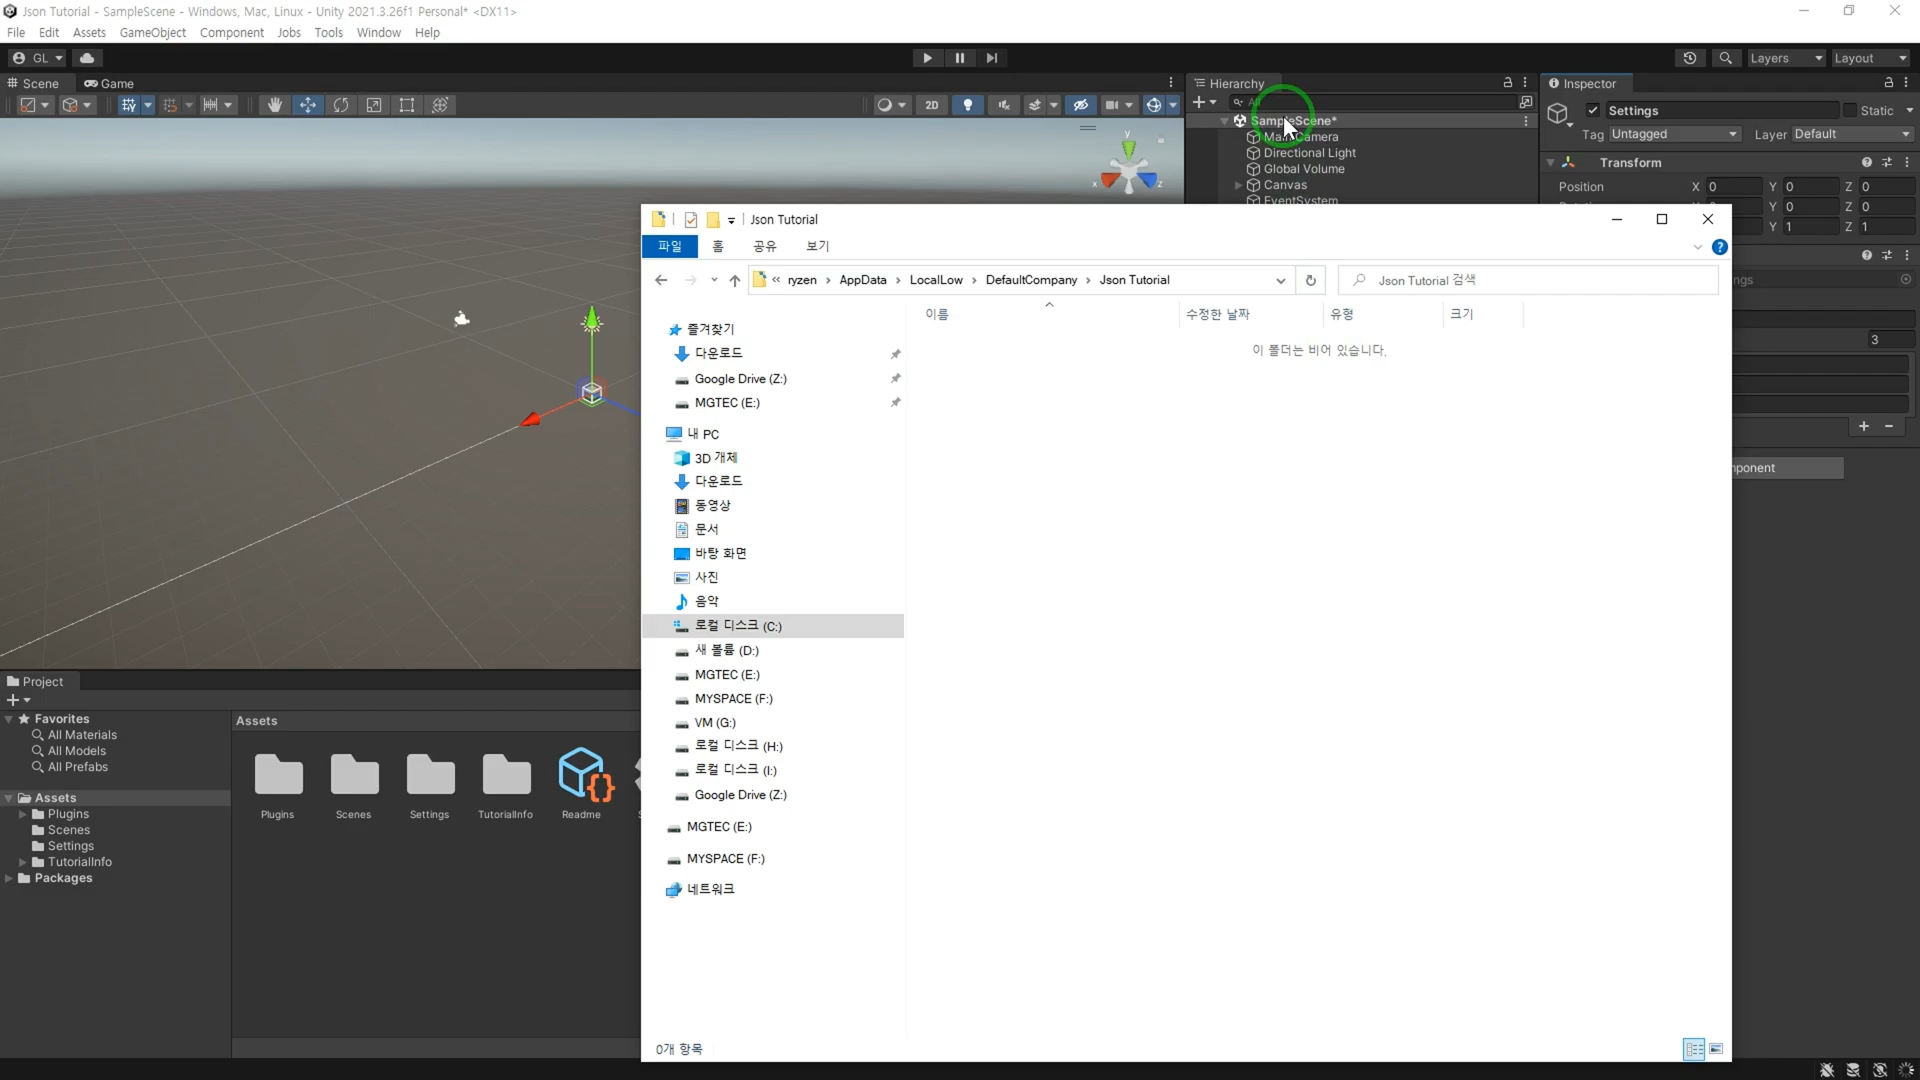 Json Tutorial - SampleScene - Windows, Mac, Linux - Unity 2021.3.26f1 Personal* <DX11>
File Edit Assets GameObject Component Jobs Tools Window Help
GL
Layers
Layout
Scene
Game
2D
Hierarchy
SampleScene*
Main Camera
Directional Light
Global Volume
Canvas
EventSystem
Inspector
Settings
Static
Tag Untagged Layer Default
Transform
Position X 0 Y 0 Z 0
Y 0 Z 0
Y 1 Z 1
3
y
x
z
Json Tutorial
파일 홈 공유 보기
« ryzen › AppData › LocalLow › DefaultCompany › Json Tutorial
Json Tutorial 검색
이름 수정한 날짜 유형 크기
이 폴더는 비어 있습니다.
즐겨찾기
다운로드
Google Drive (Z:)
MGTEC (E:)
내 PC
3D 개체
다운로드
동영상
문서
바탕 화면
사진
음악
로컬 디스크 (C:)
새 볼륨 (D:)
MGTEC (E:)
MYSPACE (F:)
VM (G:)
로컬 디스크 (H:)
로컬 디스크 (I:)
Google Drive (Z:)
MGTEC (E:)
MYSPACE (F:)
네트워크
0개 항목
Project
Favorites
All Materials
All Models
All Prefabs
Assets
Plugins
Scenes
Settings
TutorialInfo
Packages
Assets
Plugins Scenes Settings TutorialInfo Readme